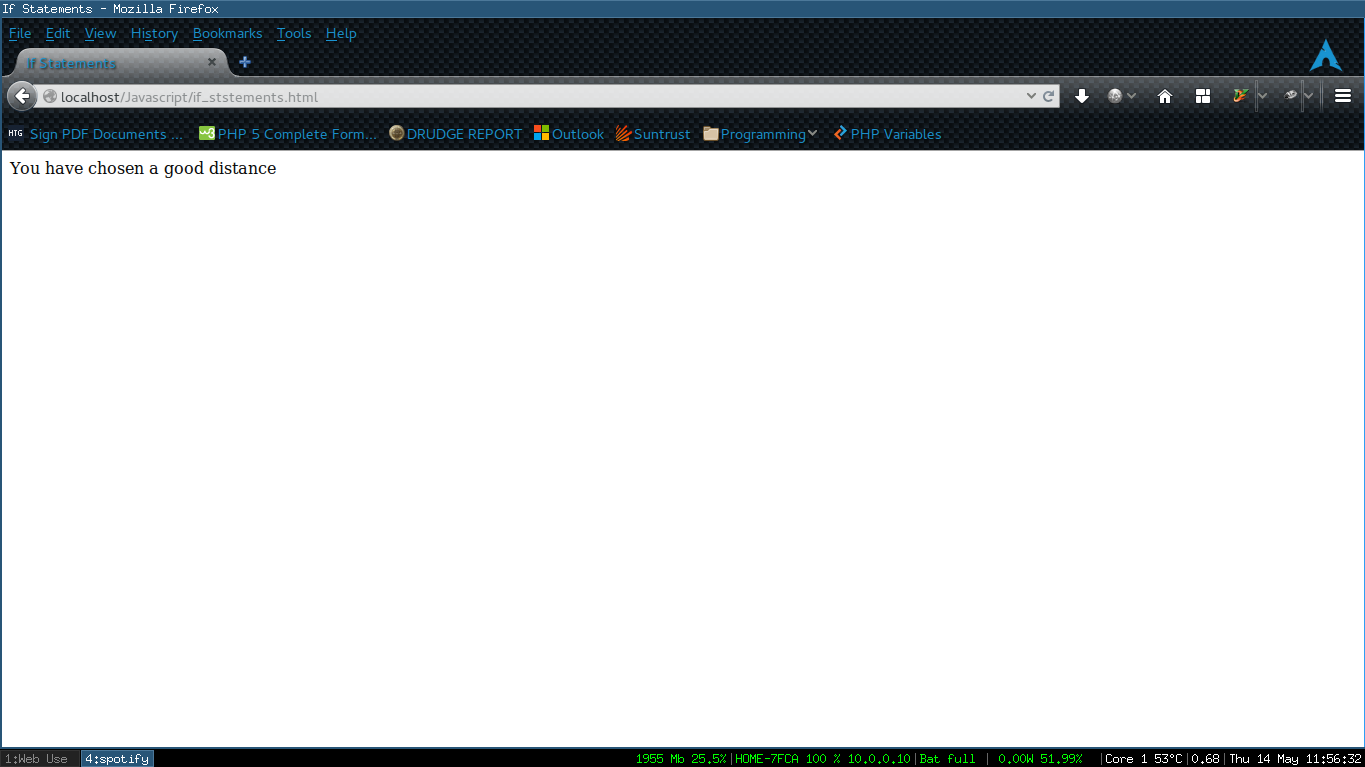 If Statements - Mozilla Firefox
File Edit View History Bookmarks Tools Help
If Statements
localhost/Javascript/if_ststements.html
HTG Sign PDF Documents ... PHP 5 Complete Form... DRUDGE REPORT Outlook Suntrust Programming PHP Variables
You have chosen a good distance
1:Web Use 4:spotify 1955 Mb 25.5%|HOME-7FCA 100 % 10.0.0.10|Bat full | 0.00W 51.99% |Core 1 53°C|0.68|Thu 14 May 11:56:32